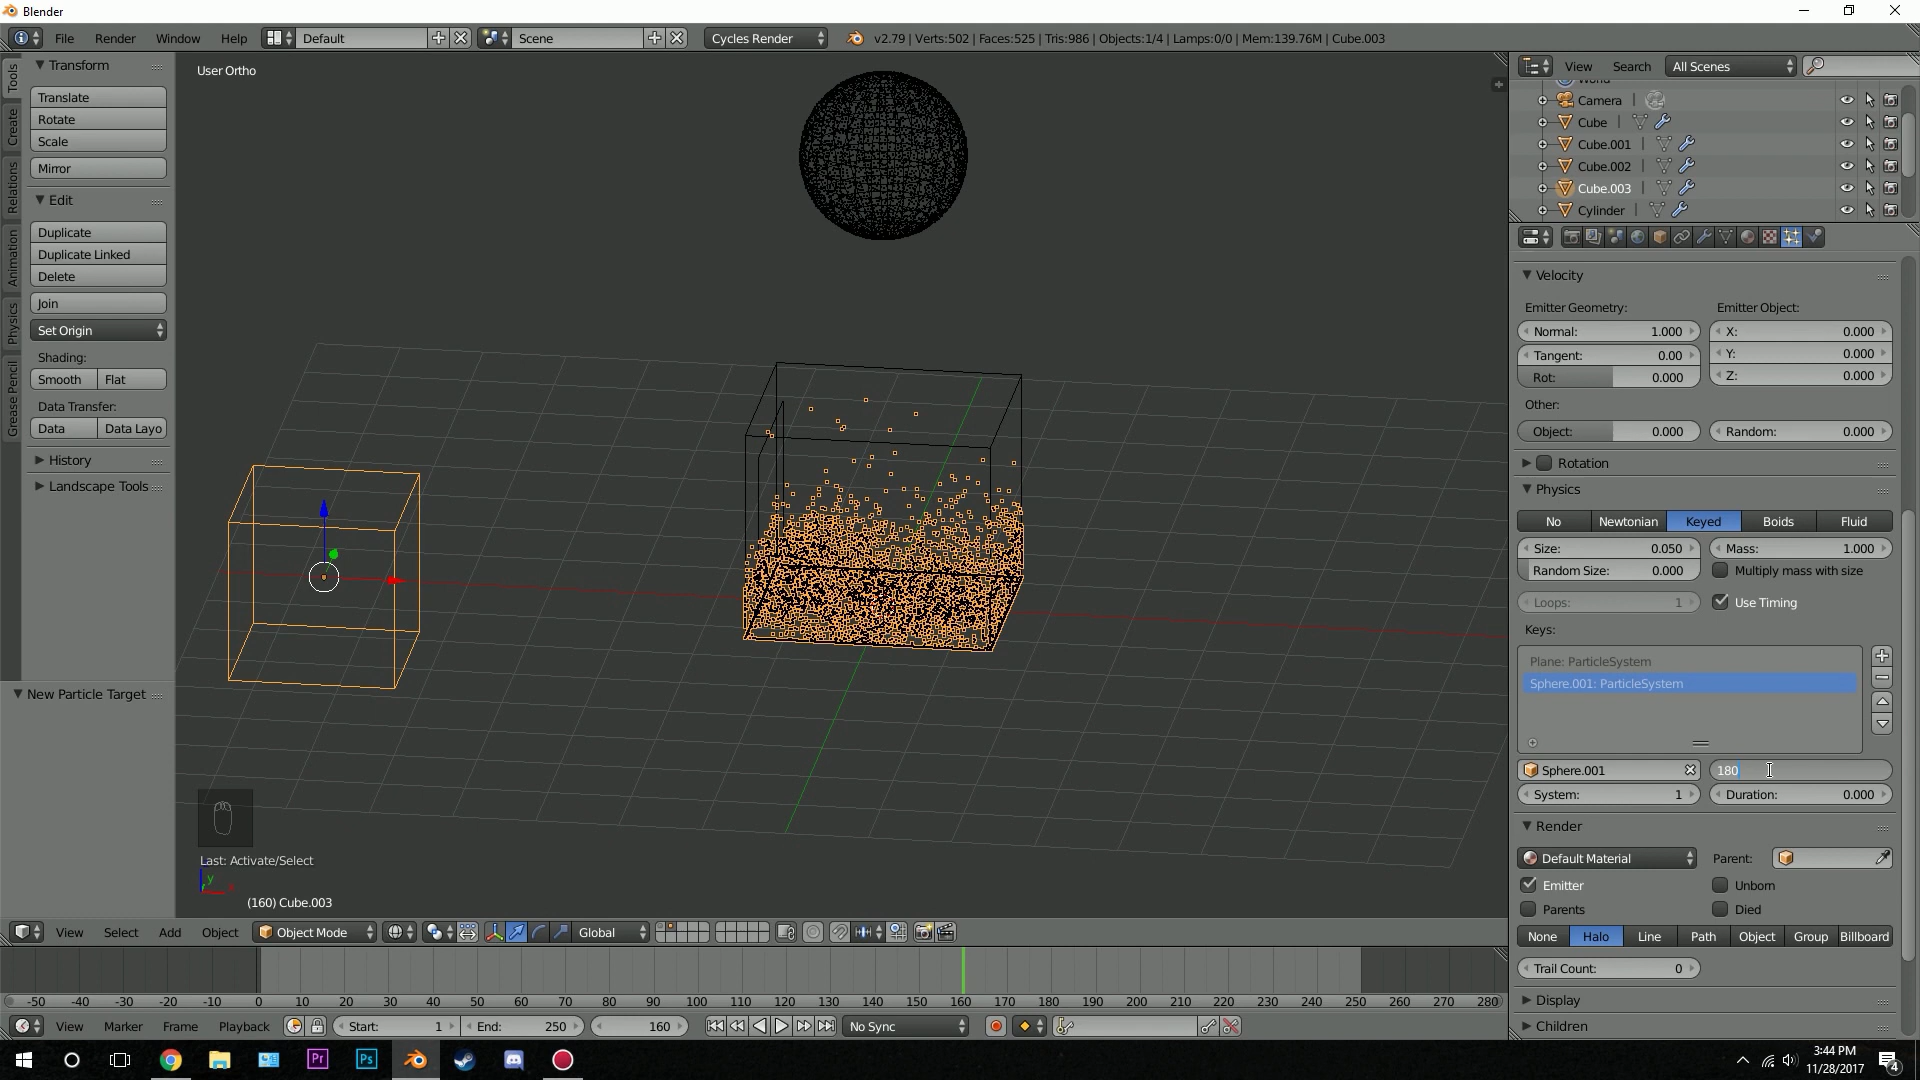 Blender
File Render Window Help Default Scene Cycles Render v2.79 | Verts:502 | Faces:525 | Tris:986 | Objects:1/4 | Lamps:0/0 | Mem:139.76M | Cube.003
Tools
Create
Relations
Animation
Physics
Grease Pencil
Transform
Translate
Rotate
Scale
Mirror
Edit
Duplicate
Duplicate Linked
Delete
Join
Set Origin
Shading:
Smooth Flat
Data Transfer:
Data Data Layo
History
Landscape Tools
New Particle Target
User Ortho
Last: Activate/Select
y
(160) Cube.003
View Select Add Object Object Mode Global
-50 -40 -30 -20 -10 0 10 20 30 40 50 60 70 80 90 100 110 120 130 140 150 160 170 180 190 200 210 220 230 240 250 260 270 280
View Marker Frame Playback Start: 1 End: 250 160 No Sync
View Search All Scenes
World
Camera
Cube
Cube.001
Cube.002
Cube.003
Cylinder
Velocity
Emitter Geometry: Emitter Object:
Normal: 1.000 X: 0.000
Tangent: 0.00 Y: 0.000
Rot: 0.000 Z: 0.000
Other:
Object: 0.000 Random: 0.000
Rotation
Physics
No Newtonian Keyed Boids Fluid
Size: 0.050 Mass: 1.000
Random Size: 0.000 Multiply mass with size
Loops: 1 Use Timing
Keys:
Plane: ParticleSystem
Sphere.001: ParticleSystem
Sphere.001 180
System: 1 Duration: 0.000
Render
Default Material Parent:
Emitter Unborn
Parents Died
None Halo Line Path Object Group Billboard
Trail Count: 0
Display
Children
Pr Ps
3:44 PM
11/28/2017
4